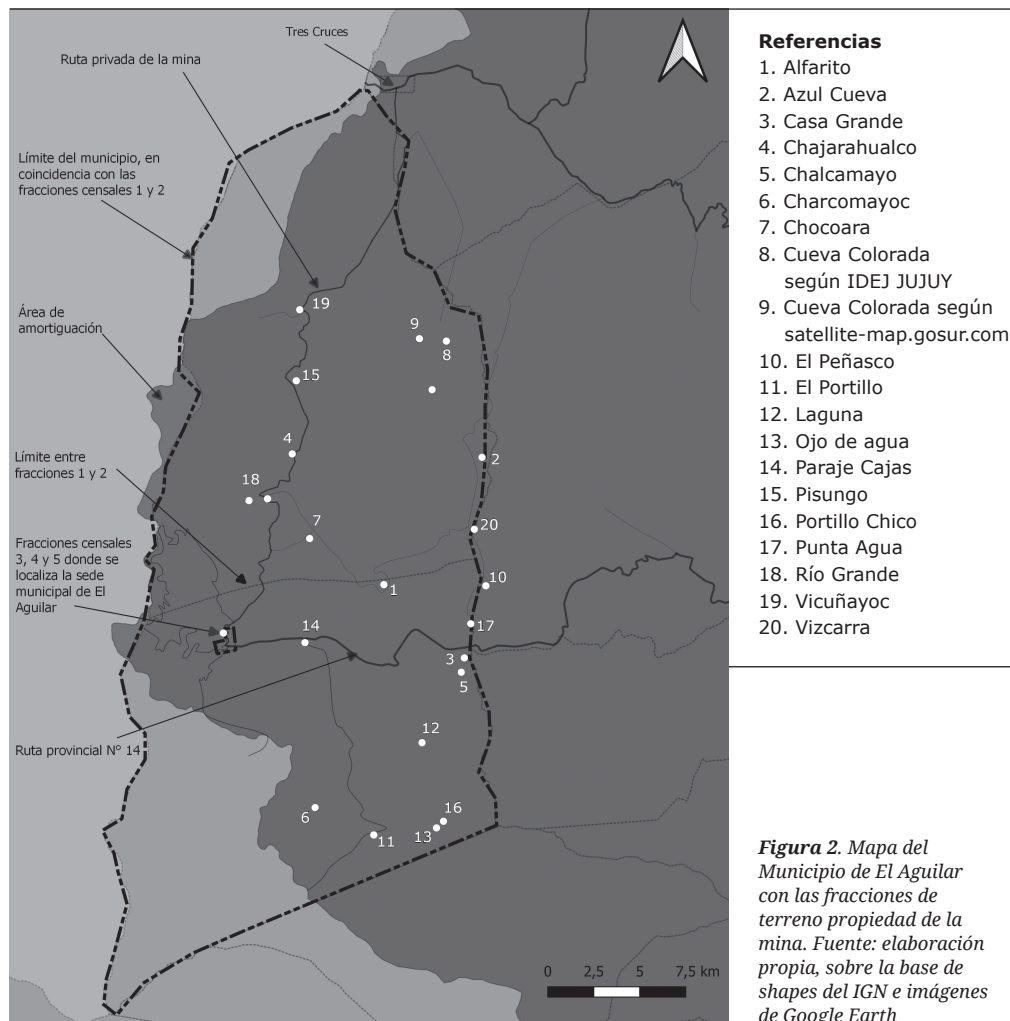 Tres Cruces
Ruta privada de la mina
Límite del municipio, en
coincidencia con las
fracciones censales 1 y 2
Área de
amortiguación
Límite entre
fracciones 1 y 2
Fracciones censales
3, 4 y 5 donde se
localiza la sede
municipal de El
Aguilar
Ruta provincial N° 14
19
9
8
15
4
2
18
7
20
1
10
14
17
3
5
12
6
16
13
11
0 2,5 5 7,5 km
Referencias
1. Alfarito
2. Azul Cueva
3. Casa Grande
4. Chajarahualco
5. Chalcamayo
6. Charcomayoc
7. Chocoara
8. Cueva Colorada
según IDEJ JUJUY
9. Cueva Colorada según
satellite-map.gosur.com
10. El Peñasco
11. El Portillo
12. Laguna
13. Ojo de agua
14. Paraje Cajas
15. Pisungo
16. Portillo Chico
17. Punta Agua
18. Río Grande
19. Vicuñayoc
20. Vizcarra
Figura 2. Mapa del
Municipio de El Aguilar
con las fracciones de
terreno propiedad de la
mina. Fuente: elaboración
propia, sobre la base de
shapes del IGN e imágenes
de Google Earth